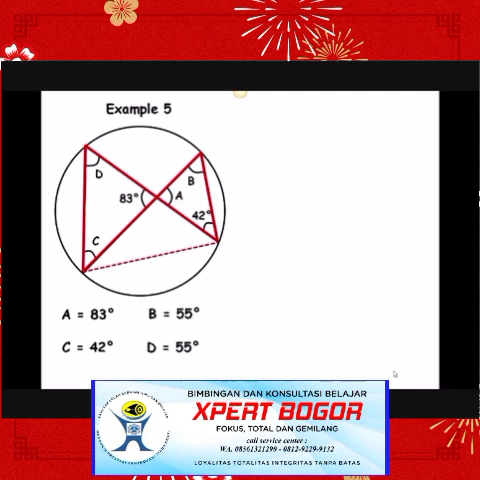 Example 5
D
B
83°
A
42°
C
A = 83° B = 55°
C = 42° D = 55°
BIMBINGAN DAN KONSULTASI BELAJAR
XPERT BOGOR
FOKUS, TOTAL DAN GEMILANG
call service center :
WA. 08561321290 - 0812-9229-9132
LOYALITAS TOTALITAS INTEGRITAS TANPA BATAS